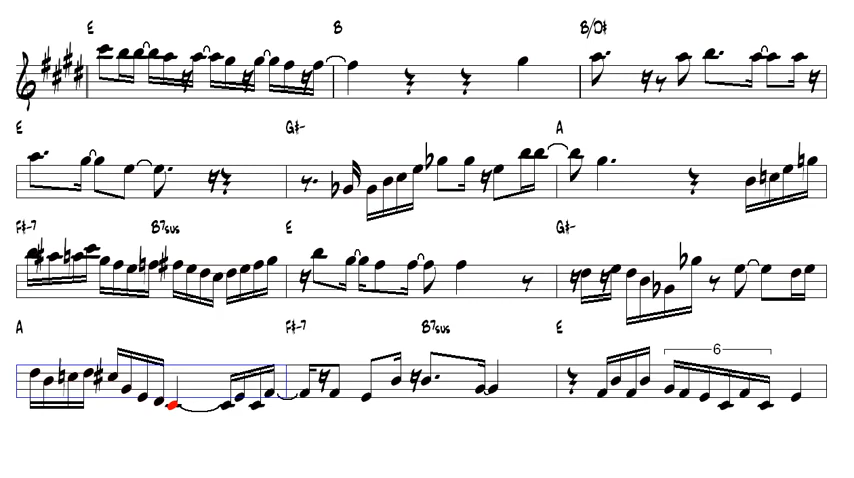 E B B/D#
E G#- A
F#-7 B7sus E G#-
A F#-7 B7sus E
6